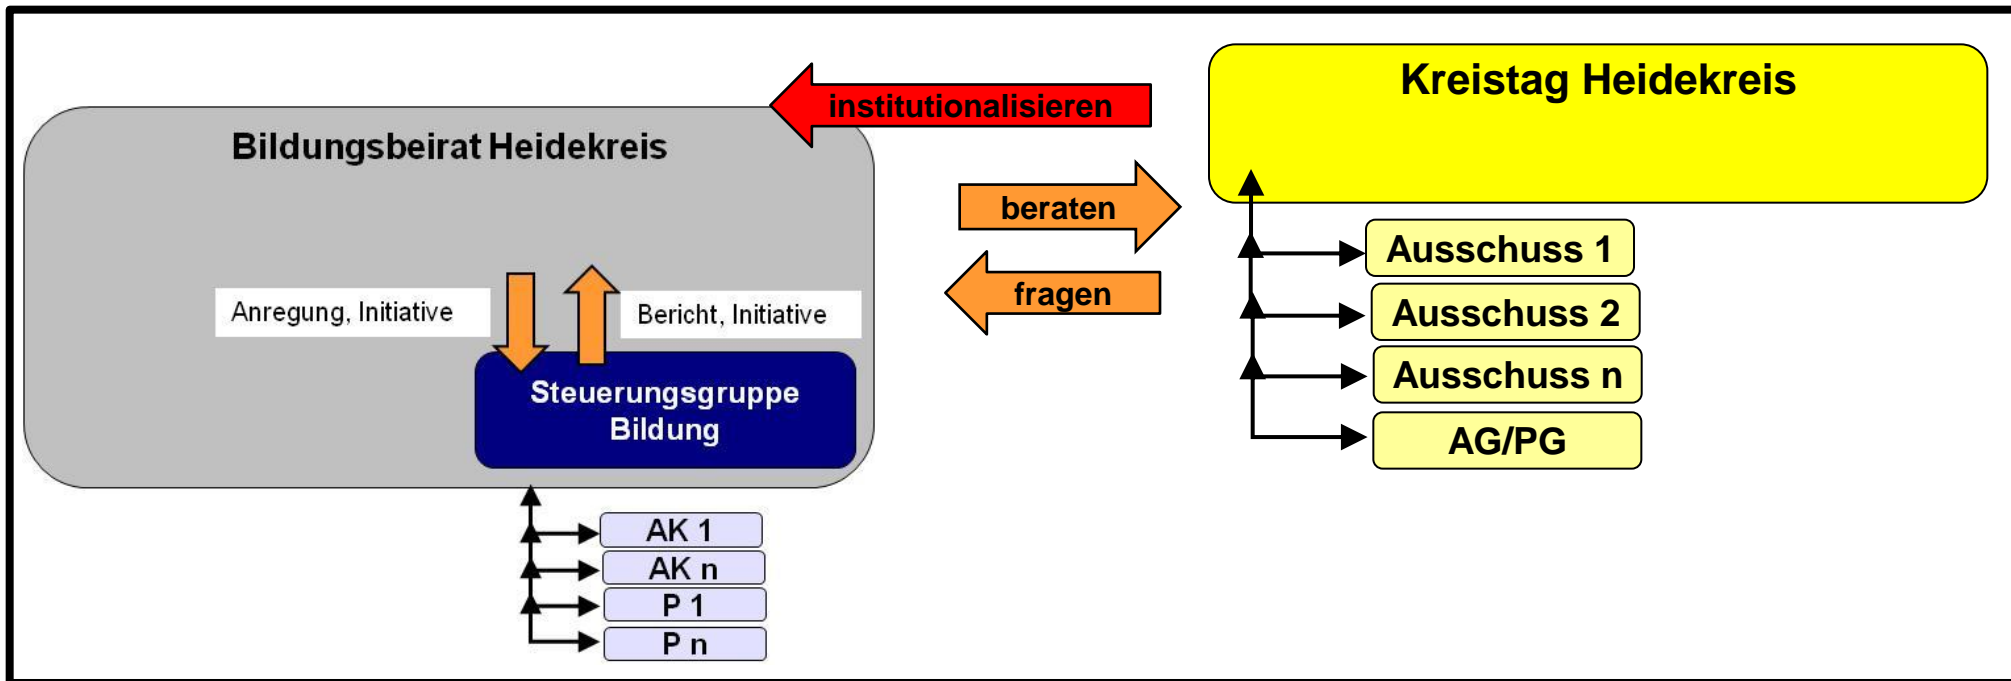 Kreistag Heidekreis
institutionalisieren
Bildungsbeirat Heidekreis
beraten
fragen
Anregung, Initiative
Bericht, Initiative
Steuerungsgruppe
Bildung
AK 1
AK n
P 1
P n
Ausschuss 1
Ausschuss 2
Ausschuss n
AG/PG